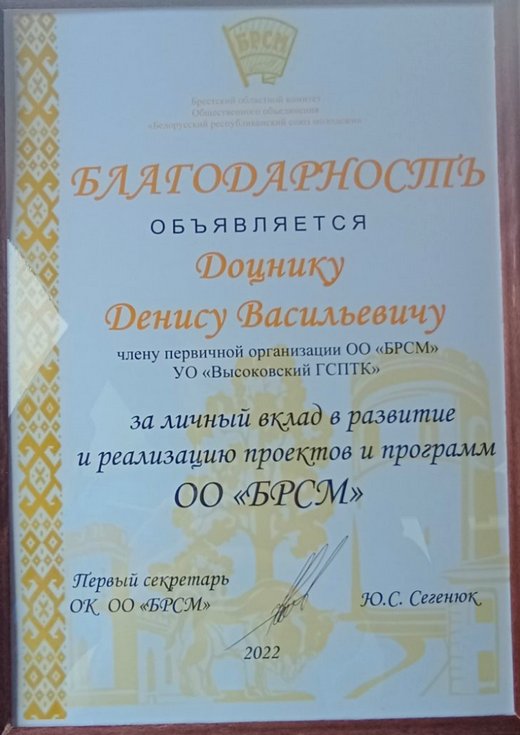 БРСМ
Брестский областной комитет
Общественного объединения
«Белорусский республиканский союз молодежи»
БЛАГОДАРНОСТЬ
ОБЪЯВЛЯЕТСЯ
Доцнику
Денису Васильевичу
члену первичной организации ОО «БРСМ»
УО «Высоковский ГСПТК»
за личный вклад в развитие
и реализацию проектов и программ
ОО «БРСМ»
Первый секретарь
ОК ОО «БРСМ»
Ю.С. Сегенюк
2022